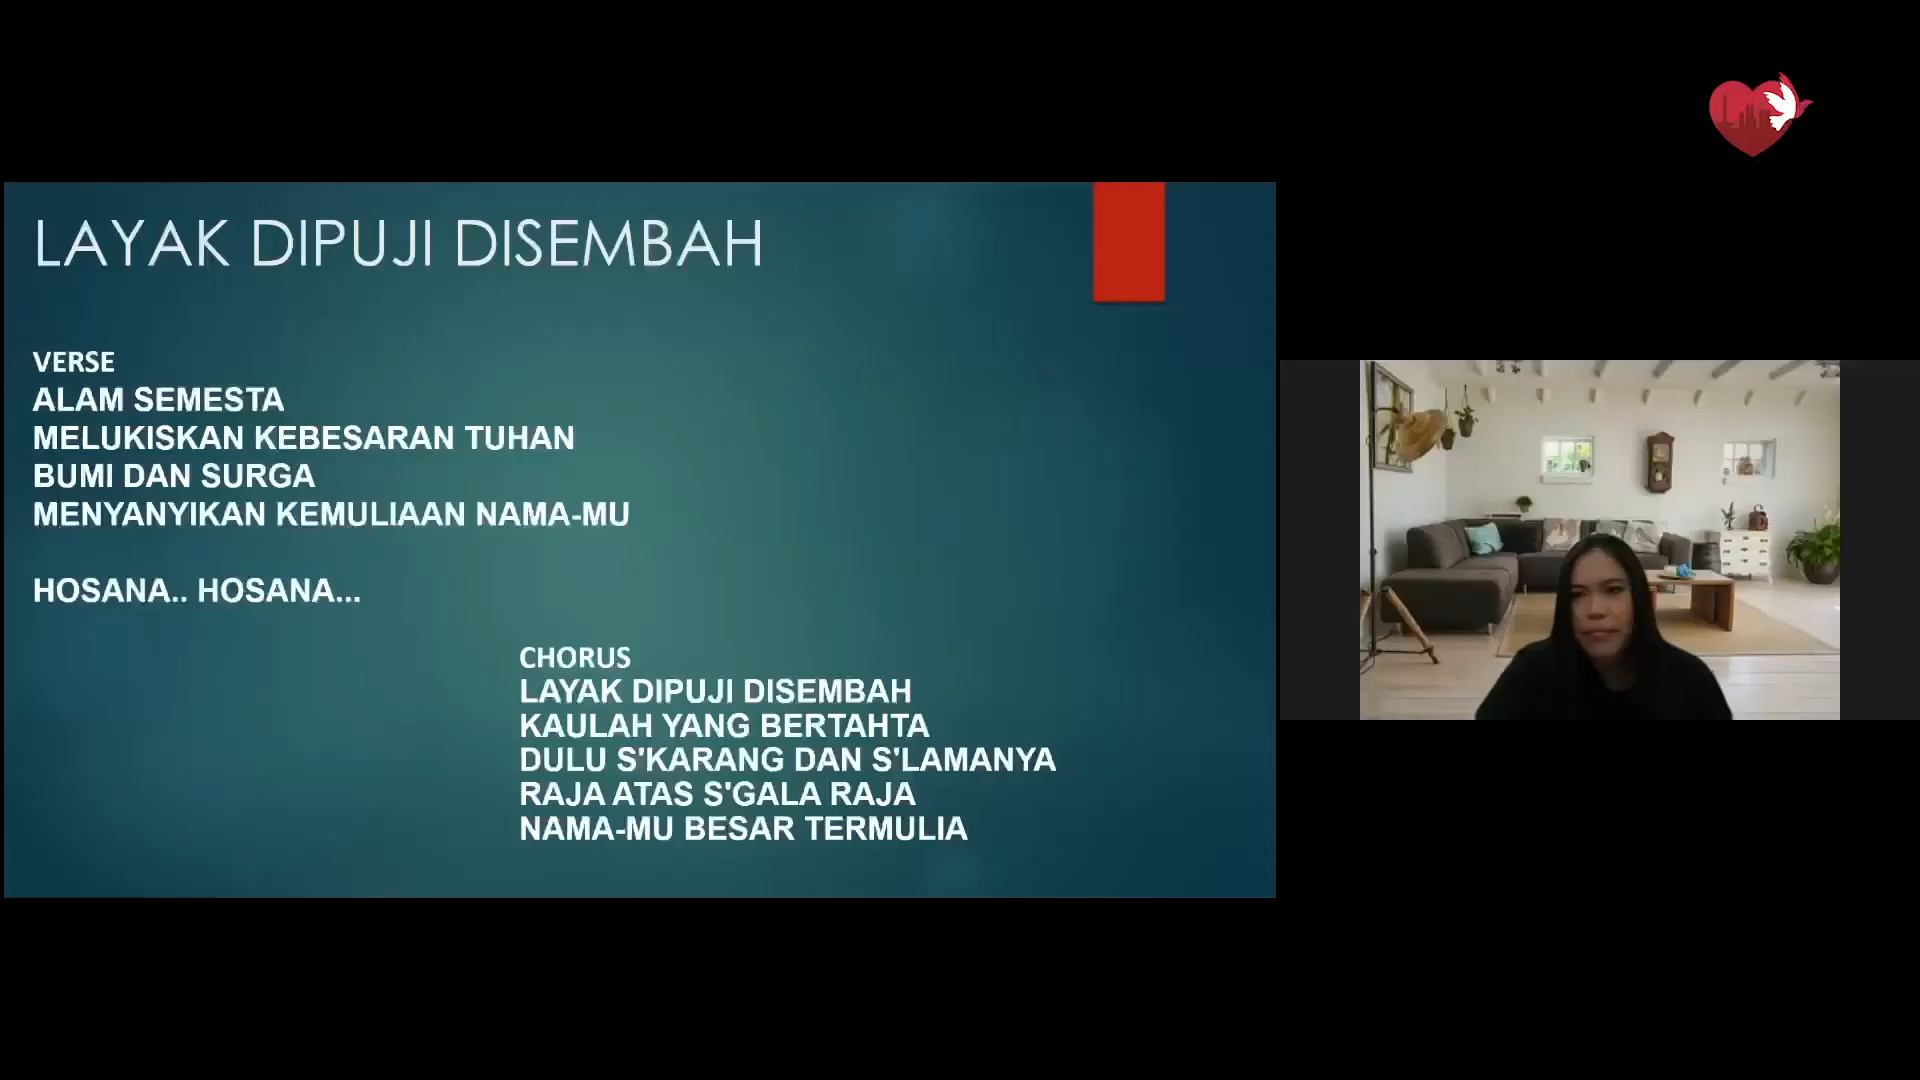 LAYAK DIPUJI DISEMBAH
VERSE
ALAM SEMESTA
MELUKISKAN KEBESARAN TUHAN
BUMI DAN SURGA
MENYANYIKAN KEMULIAAN NAMA-MU
HOSANA.. HOSANA...
CHORUS
LAYAK DIPUJI DISEMBAH
KAULAH YANG BERTAHTA
DULU S'KARANG DAN S'LAMANYA
RAJA ATAS S'GALA RAJA
NAMA-MU BESAR TERMULIA